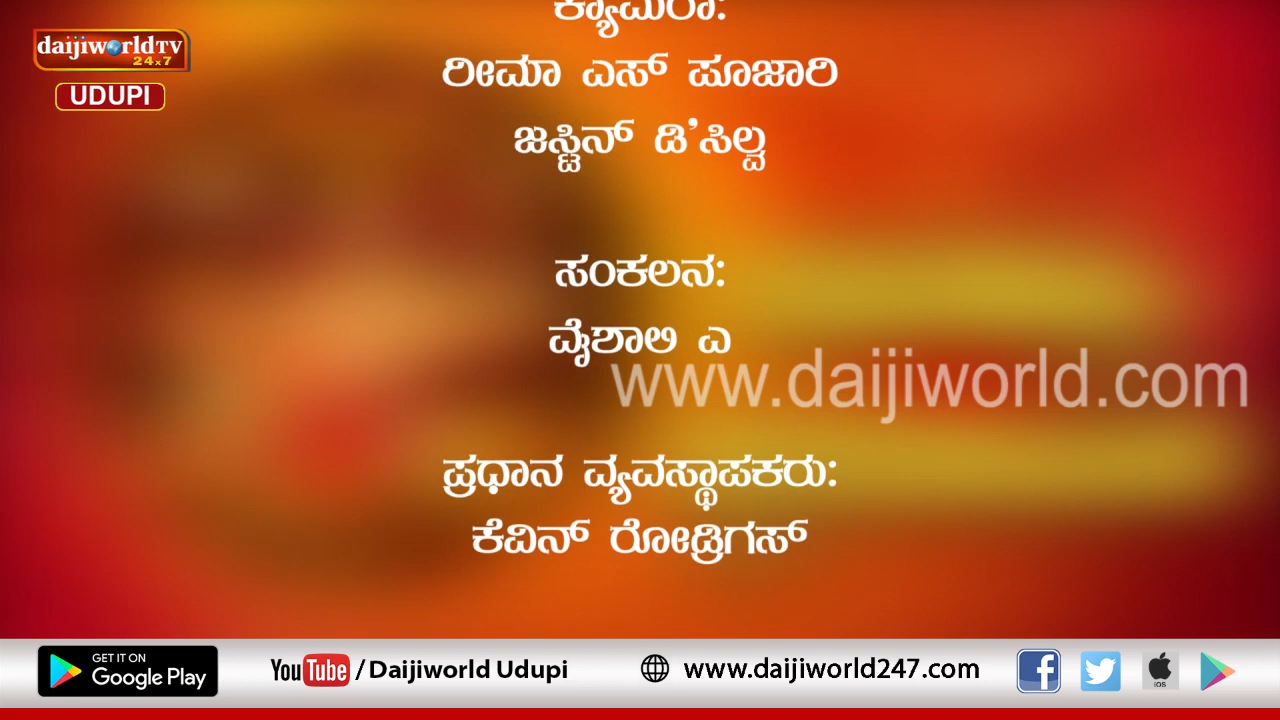 ಕ್ಯಾಮೆರಾ:
daijiworldTV
24x7
UDUPI
ರೀಮಾ ಎಸ್ ಪೂಜಾರಿ
ಜಸ್ಟಿನ್ ಡಿ'ಸಿಲ್ವ
ಸಂಕಲನ:
ವೈಶಾಲಿ ಎ
www.daijiworld.com
ಪ್ರಧಾನ ವ್ಯವಸ್ಥಾಪಕರು:
ಕೆವಿನ್ ರೋಡ್ರಿಗಸ್
GET IT ON
Google Play
YouTube /Daijiworld Udupi
www.daijiworld247.com
iOS